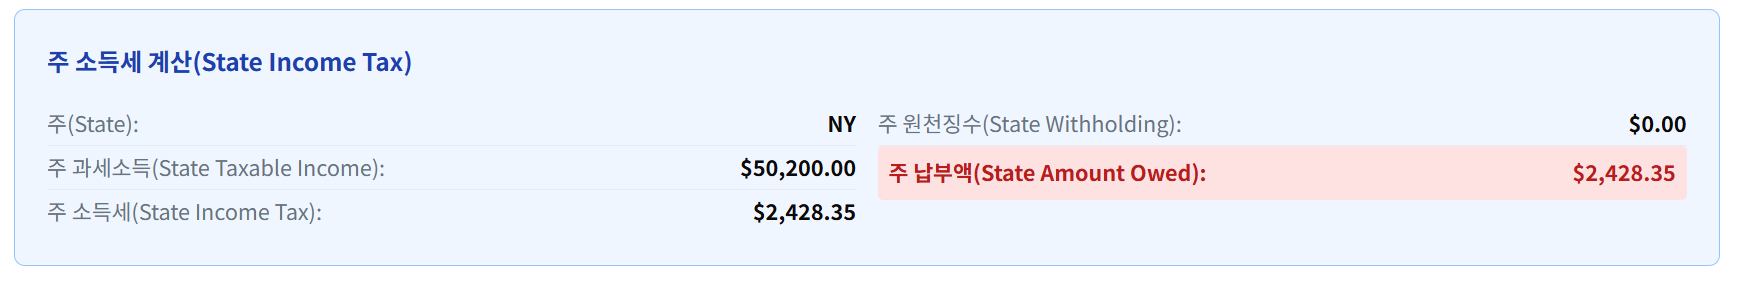 주 소득세 계산(State Income Tax)
주(State): NY
주 과세소득(State Taxable Income): $50,200.00
주 소득세(State Income Tax): $2,428.35
주 원천징수(State Withholding): $0.00
주 납부액(State Amount Owed): $2,428.35